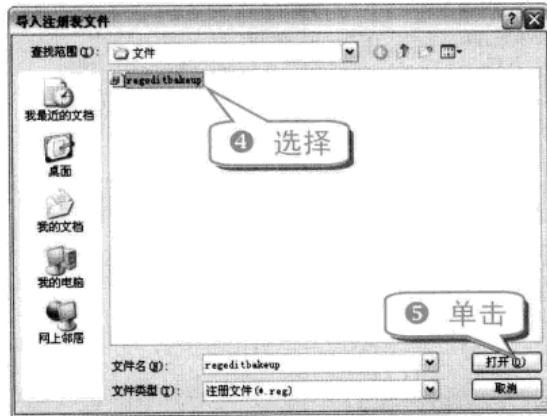 导入注册表文件
查找范围(I): 文件
regeditbakeup
❹ 选择
我最近的文档
桌面
我的文档
我的电脑
网上邻居
❺ 单击
文件名(N): regeditbakeup 打开(O)
文件类型(T): 注册文件(*.reg) 取消